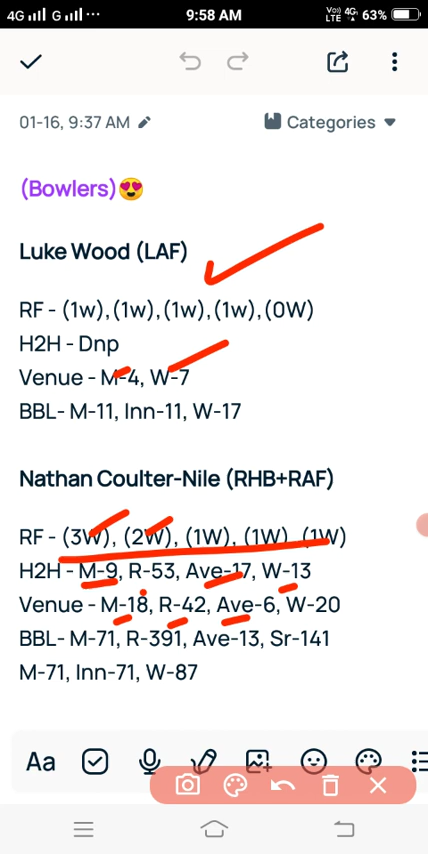 4G G ... 9:58 AM Vo) LTE 4G 63%
01-16, 9:37 AM Categories
(Bowlers)😍
Luke Wood (LAF)
RF - (1w),(1w),(1w),(1w),(0W)
H2H - Dnp
Venue - M-4, W-7
BBL- M-11, Inn-11, W-17
Nathan Coulter-Nile (RHB+RAF)
RF - (3W), (2W), (1W), (1W), (1W)
H2H - M-9, R-53, Ave-17, W-13
Venue - M-18, R-42, Ave-6, W-20
BBL- M-71, R-391, Ave-13, Sr-141
M-71, Inn-71, W-87
Aa